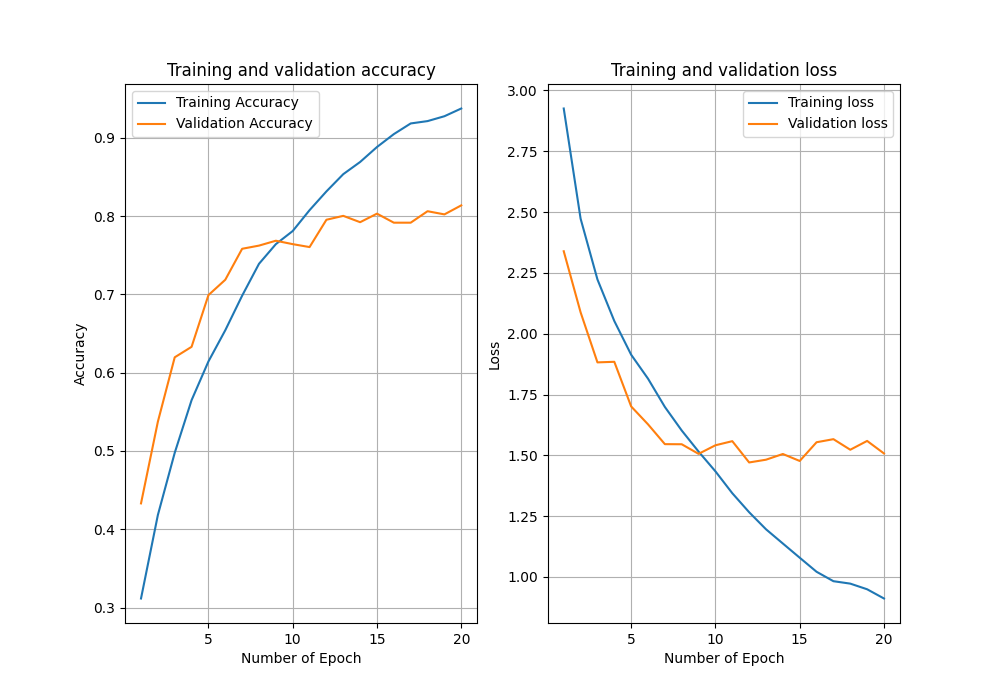 Training and validation accuracy
Training Accuracy
Validation Accuracy
0.9
0.8
0.7
0.6
0.5
0.4
0.3
Accuracy
5
10
15
20
Number of Epoch
Training and validation loss
Training loss
Validation loss
3.00
2.75
2.50
2.25
2.00
1.75
1.50
1.25
1.00
Loss
5
10
15
20
Number of Epoch